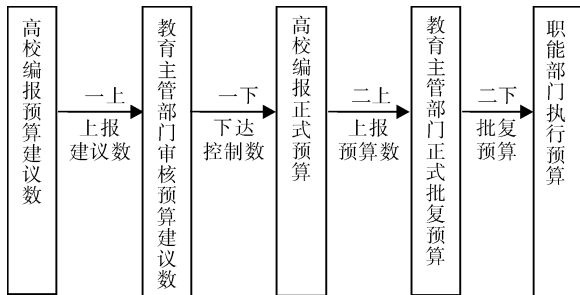 高校编报预算建议数
一上
上报
建议数
教育主管部门审核预算建议数
一下
下达
控制数
高校编报正式预算
二上
上报
预算数
教育主管部门正式批复预算
二下
批复
预算
职能部门执行预算